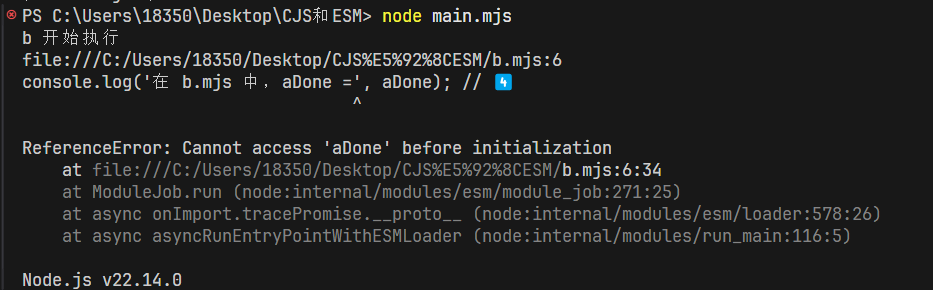 PS C:\Users\18350\Desktop\CJS和ESM> node main.mjs
b 开始执行
file:///C:/Users/18350/Desktop/CJS%E5%92%8CESM/b.mjs:6
console.log('在 b.mjs 中，aDone =', aDone); // 4️⃣
^
ReferenceError: Cannot access 'aDone' before initialization
at file:///C:/Users/18350/Desktop/CJS%E5%92%8CESM/b.mjs:6:34
at ModuleJob.run (node:internal/modules/esm/module_job:271:25)
at async onImport.tracePromise.__proto__ (node:internal/modules/esm/loader:578:26)
at async asyncRunEntryPointWithESMLoader (node:internal/modules/run_main:116:5)
Node.js v22.14.0